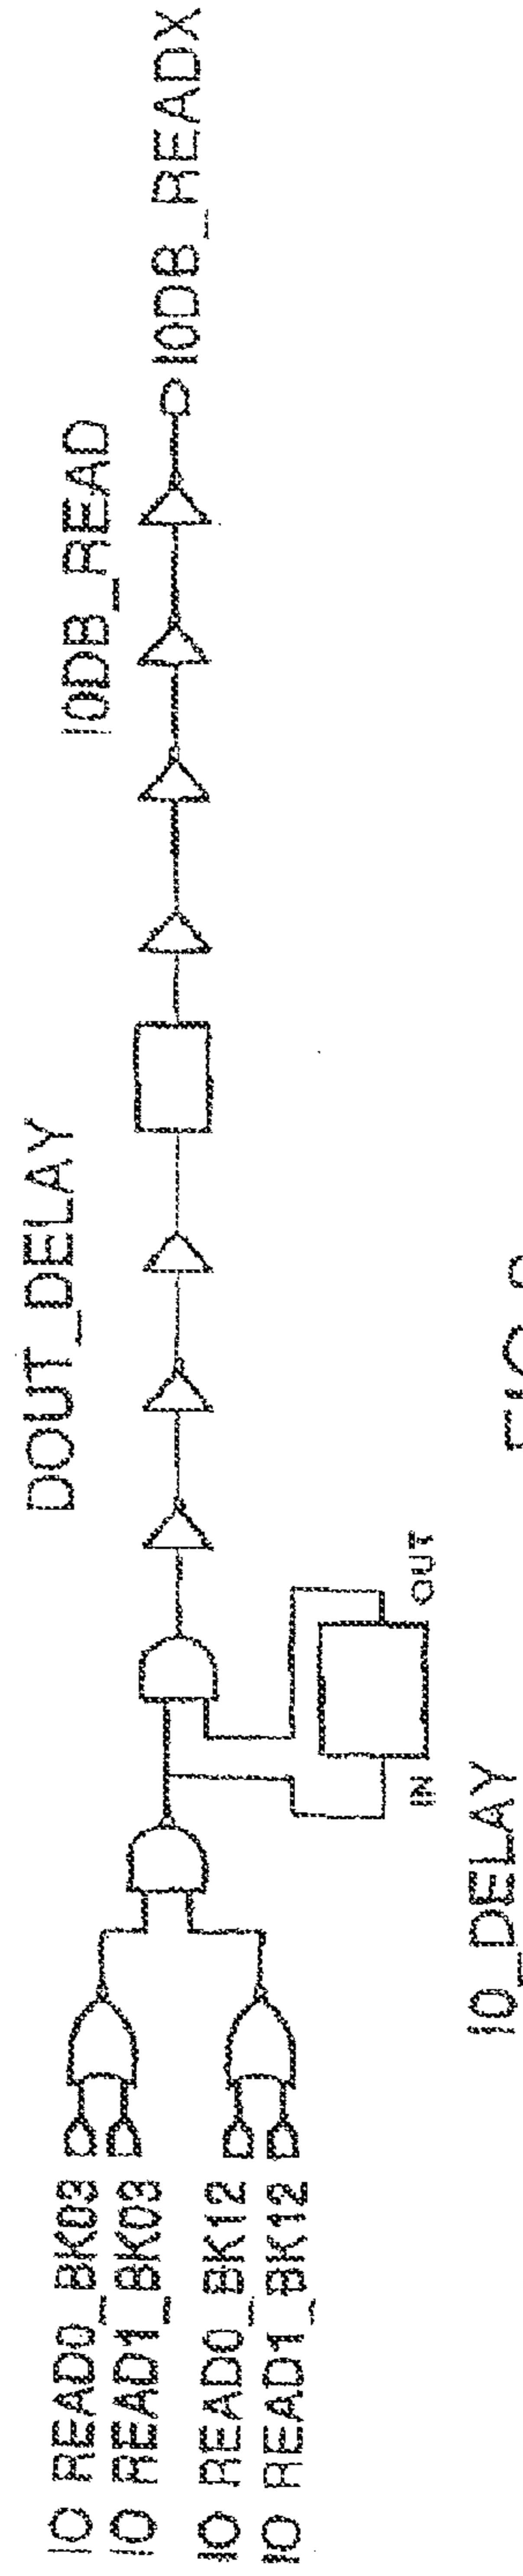 IO READ0_BK03
IO READ1_BK03
IO READ0_BK12
IO READ1_BK12
IO_DELAY
IN
OUT
DOUT_DELAY
IODB_READ
IODB_READX